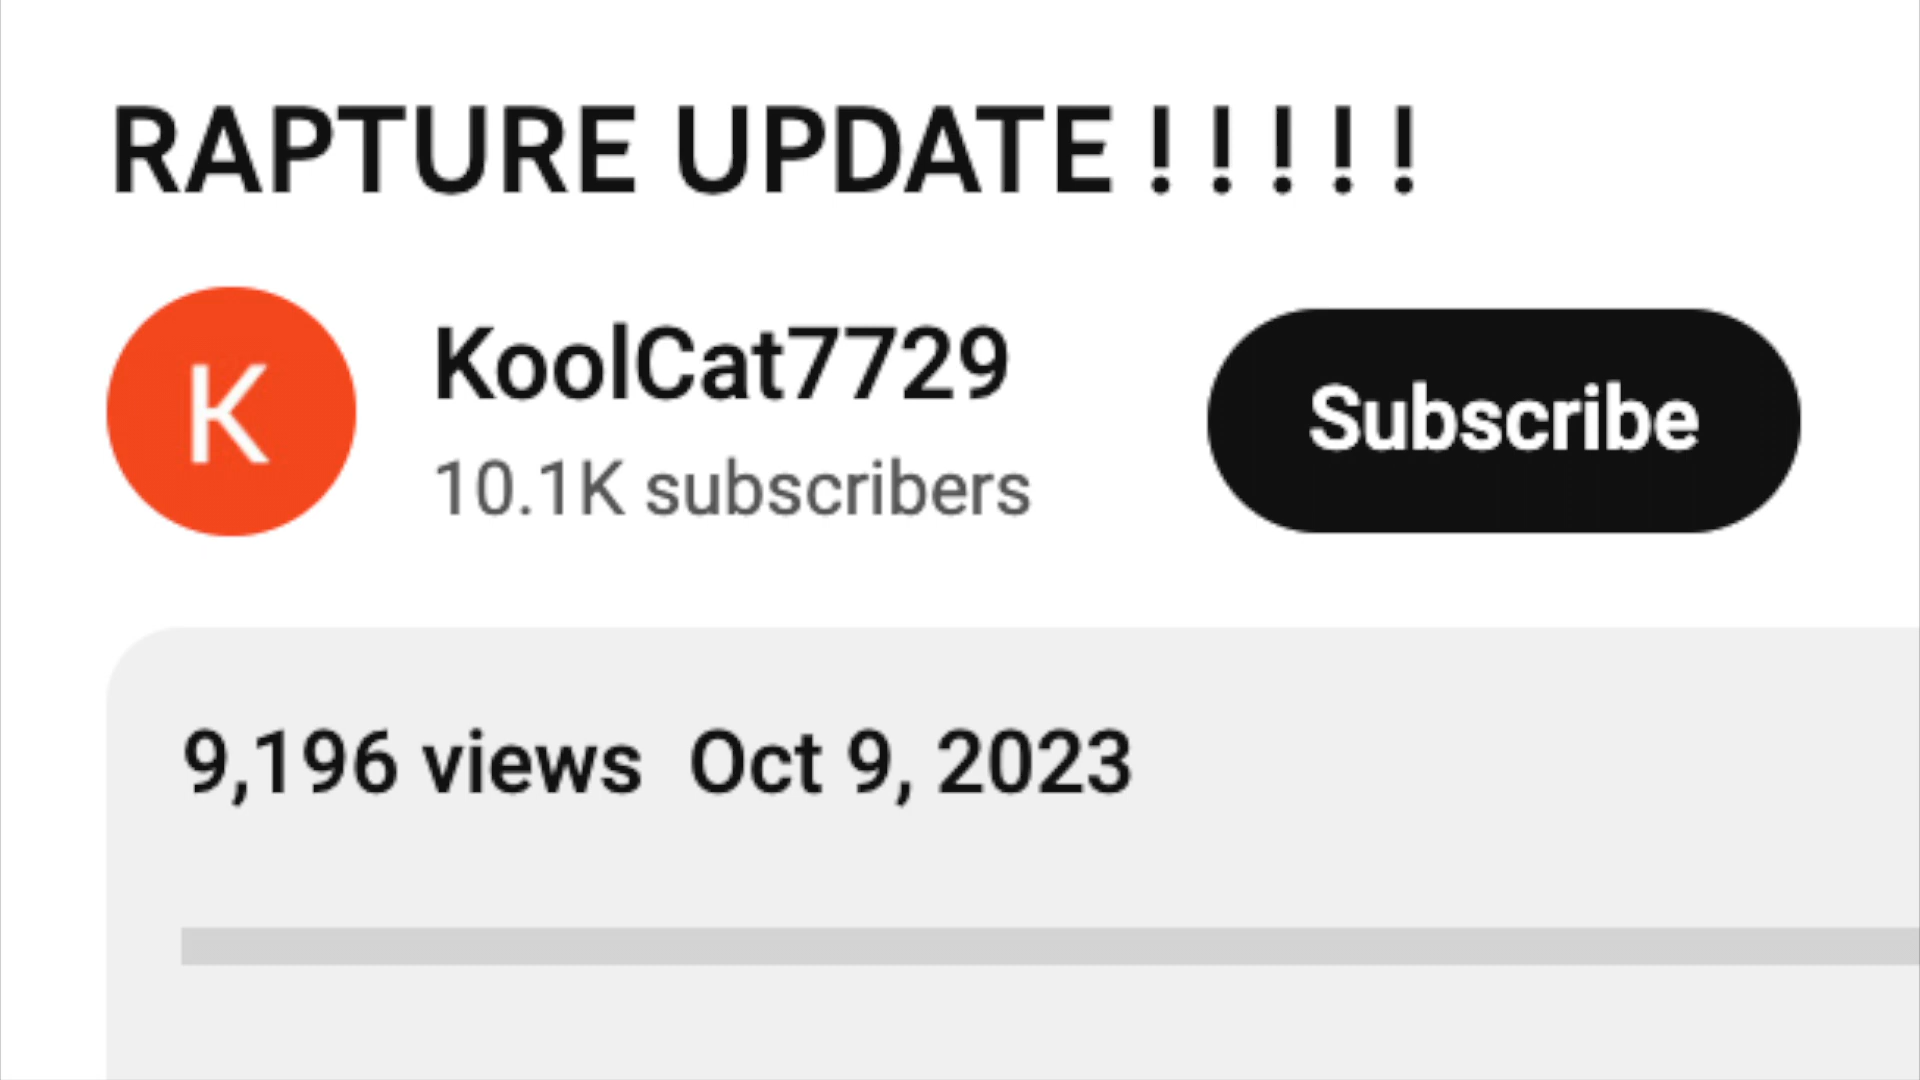 RAPTURE UPDATE ! ! ! ! !
K
KoolCat7729
10.1K subscribers
Subscribe
9,196 views Oct 9, 2023